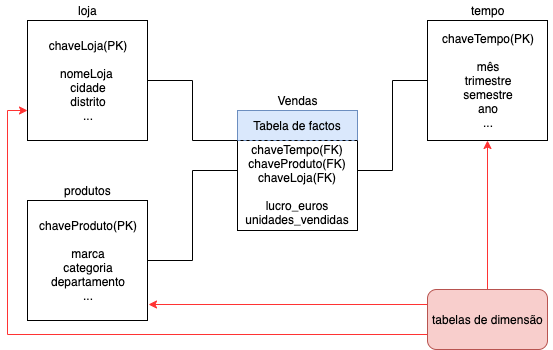 loja
chaveLoja(PK)
nomeLoja
cidade
distrito
...
tempo
chaveTempo(PK)
mês
trimestre
semestre
ano
...
Vendas
Tabela de factos
chaveTempo(FK)
chaveProduto(FK)
chaveLoja(FK)
lucro_euros
unidades_vendidas
produtos
chaveProduto(PK)
marca
categoria
departamento
...
tabelas de dimensão